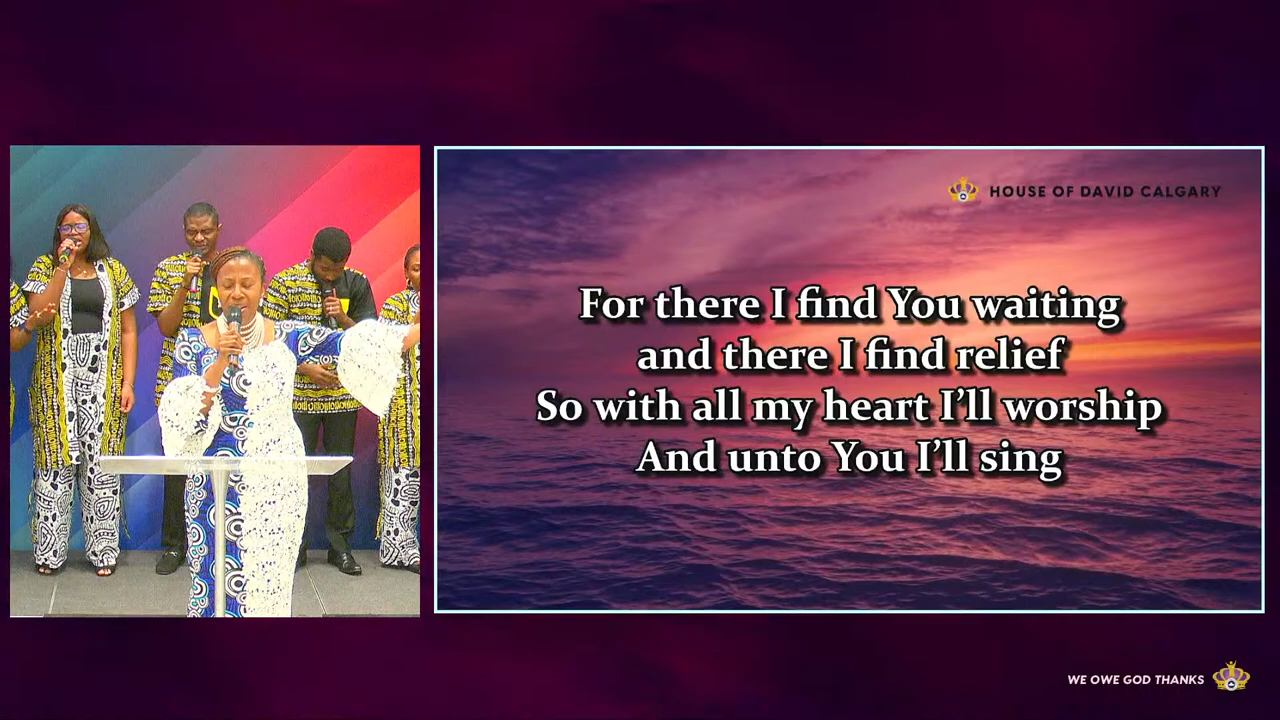 HOUSE OF DAVID CALGARY
For there I find You waiting
and there I find relief
So with all my heart I’ll worship
And unto You I’ll sing
WE OWE GOD THANKS